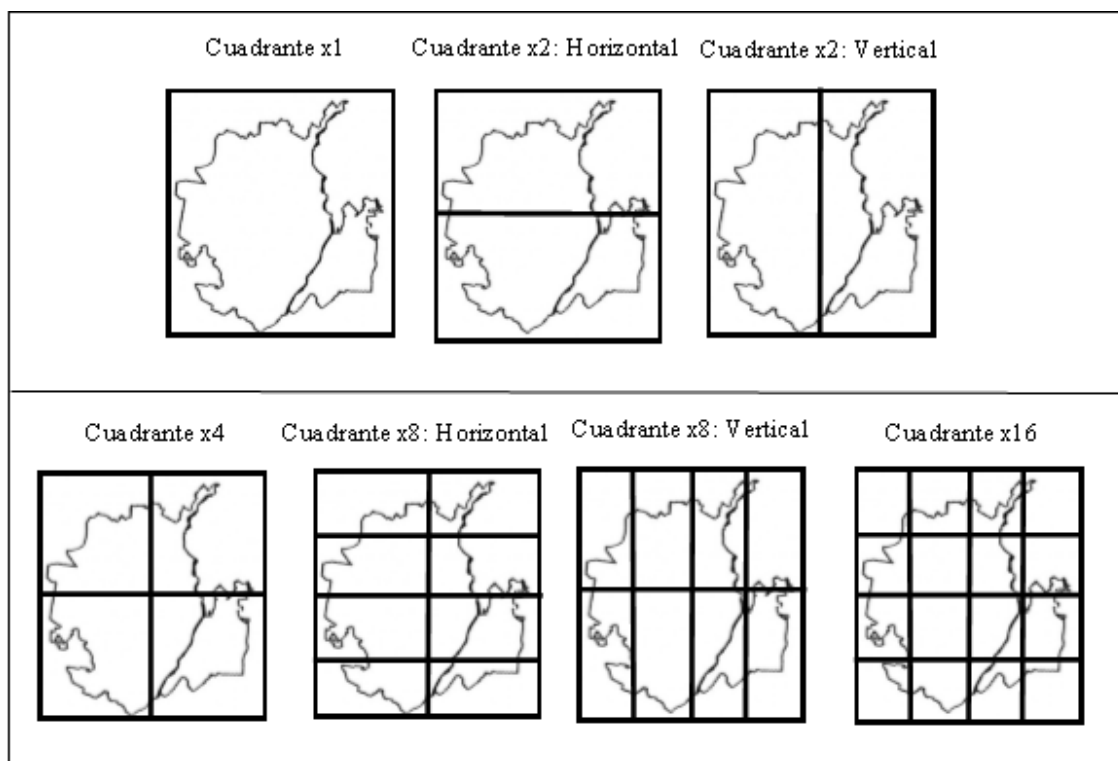 Cuadrante x1
Cuadrante x2: Horizontal
Cuadrante x2: Vertical
Cuadrante x4
Cuadrante x8: Horizontal
Cuadrante x8: Vertical
Cuadrante x16